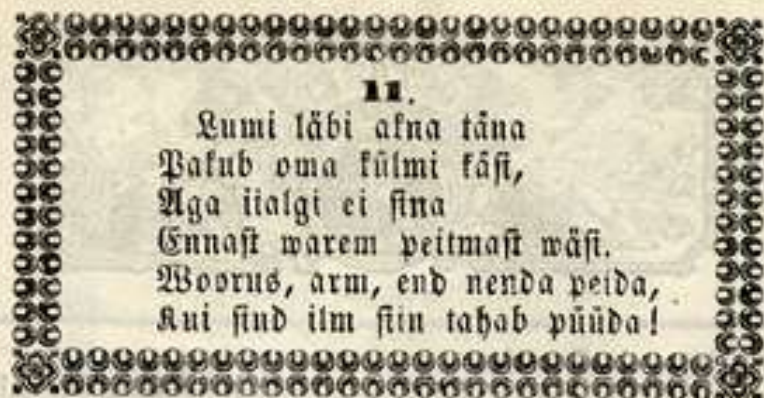 11.
Lumi läbi akna täna
Pakub oma külmi käsi,
Aga iialgi ei sina
Ennast warem peitmast wäsi.
Woorus, arm, end nenda peida,
Kui sind ilm siin tahab püüda!